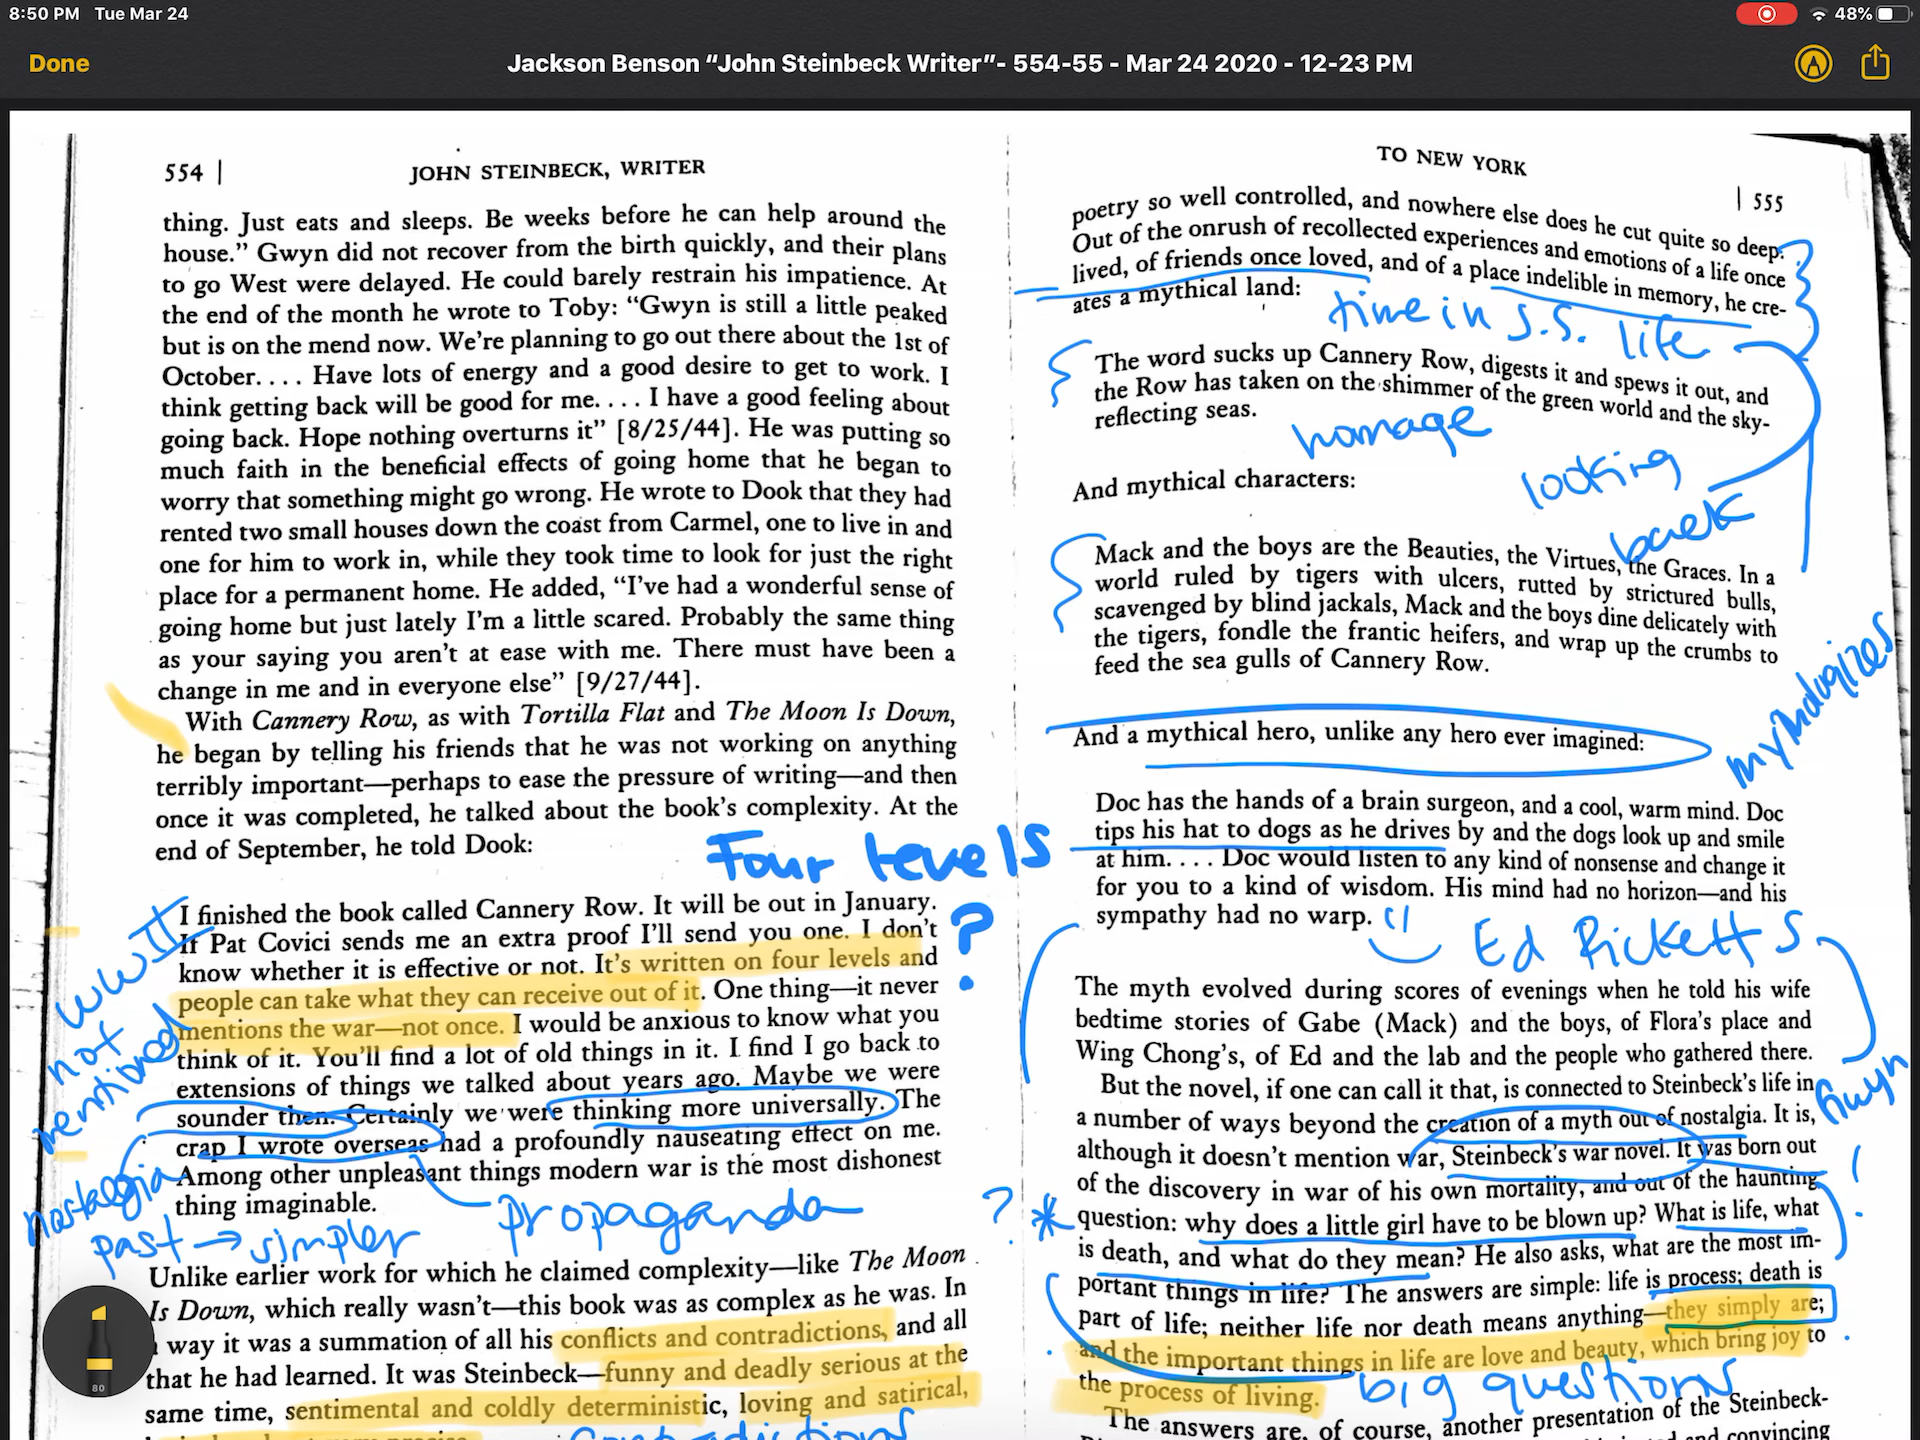 8:50 PM Tue Mar 24
48%
Done
Jackson Benson “John Steinbeck Writer”- 554-55 - Mar 24 2020 - 12-23 PM
554 |
JOHN STEINBECK, WRITER
thing. Just eats and sleeps. Be weeks before he can help around the
house.” Gwyn did not recover from the birth quickly, and their plans
to go West were delayed. He could barely restrain his impatience. At
the end of the month he wrote to Toby: “Gwyn is still a little peaked
but is on the mend now. We’re planning to go out there about the 1st of
October.... Have lots of energy and a good desire to get to work. I
think getting back will be good for me.... I have a good feeling about
going back. Hope nothing overturns it” [8/25/44]. He was putting so
much faith in the beneficial effects of going home that he began to
worry that something might go wrong. He wrote to Dook that they had
rented two small houses down the coast from Carmel, one to live in and
one for him to work in, while they took time to look for just the right
place for a permanent home. He added, “I’ve had a wonderful sense of
going home but just lately I’m a little scared. Probably the same thing
as your saying you aren’t at ease with me. There must have been a
change in me and in everyone else” [9/27/44].
With Cannery Row, as with Tortilla Flat and The Moon Is Down,
he began by telling his friends that he was not working on anything
terribly important—perhaps to ease the pressure of writing—and then
once it was completed, he talked about the book’s complexity. At the
end of September, he told Dook:
Four levels
?
I finished the book called Cannery Row. It will be out in January.
If Pat Covici sends me an extra proof I’ll send you one. I don’t
know whether it is effective or not. It’s written on four levels and
people can take what they can receive out of it. One thing—it never
mentions the war—not once. I would be anxious to know what you
think of it. You’ll find a lot of old things in it. I find I go back to
extensions of things we talked about years ago. Maybe we were
sounder then. Certainly we were thinking more universally. The
crap I wrote overseas had a profoundly nauseating effect on me.
Among other unpleasant things modern war is the most dishonest
thing imaginable.
WWII
not
mentioned
nostalgia
past → simpler
propaganda
Unlike earlier work for which he claimed complexity—like The Moon
Is Down, which really wasn’t—this book was as complex as he was. In
way it was a summation of all his conflicts and contradictions, and all
that he had learned. It was Steinbeck—funny and deadly serious at the
same time, sentimental and coldly deterministic, loving and satirical,
contradictions
80
TO NEW YORK
| 555
poetry so well controlled, and nowhere else does he cut quite so deep.
Out of the onrush of recollected experiences and emotions of a life once
lived, of friends once loved, and of a place indelible in memory, he cre-
ates a mythical land:
time in J.S. life
The word sucks up Cannery Row, digests it and spews it out, and
the Row has taken on the shimmer of the green world and the sky-
reflecting seas.
homage
looking
back
And mythical characters:
Mack and the boys are the Beauties, the Virtues, the Graces. In a
world ruled by tigers with ulcers, rutted by strictured bulls,
scavenged by blind jackals, Mack and the boys dine delicately with
the tigers, fondle the frantic heifers, and wrap up the crumbs to
feed the sea gulls of Cannery Row.
mythologizes
And a mythical hero, unlike any hero ever imagined:
Doc has the hands of a brain surgeon, and a cool, warm mind. Doc
tips his hat to dogs as he drives by and the dogs look up and smile
at him.... Doc would listen to any kind of nonsense and change it
for you to a kind of wisdom. His mind had no horizon—and his
sympathy had no warp.
Ed Ricketts
The myth evolved during scores of evenings when he told his wife
bedtime stories of Gabe (Mack) and the boys, of Flora’s place and
Wing Chong’s, of Ed and the lab and the people who gathered there.
Gwyn
But the novel, if one can call it that, is connected to Steinbeck’s life in
a number of ways beyond the creation of a myth out of nostalgia. It is,
although it doesn’t mention war, Steinbeck’s war novel. It was born out
of the discovery in war of his own mortality, and out of the haunting
question: why does a little girl have to be blown up? What is life, what
is death, and what do they mean? He also asks, what are the most im-
portant things in life? The answers are simple: life is process; death is
part of life; neither life nor death means anything—they simply are;
and the important things in life are love and beauty, which bring joy to
the process of living.
? *
!
big questions
The answers are, of course, another presentation of the Steinbeck-
and convincing